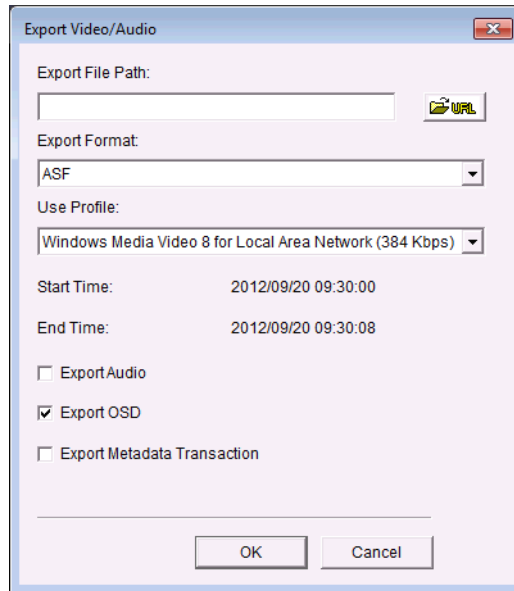 Export Video/Audio
Export File Path:
URL
Export Format:
ASF
Use Profile:
Windows Media Video 8 for Local Area Network (384 Kbps)
Start Time: 2012/09/20 09:30:00
End Time: 2012/09/20 09:30:08
Export Audio
Export OSD
Export Metadata Transaction
OK Cancel